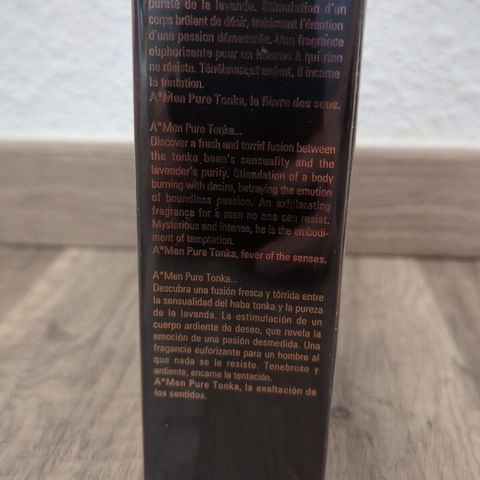 pureté de la lavande. Stimulation d'un
corps brûlant de désir, trahissant l'émotion
d'une passion démesurée. Une fragrance
euphorisante pour un homme à qui rien
ne résiste. Ténébreux et ardent, il incarne
la tentation.
A*Men Pure Tonka, la fièvre des sens.
A*Men Pure Tonka...
Discover a fresh and torrid fusion between
the tonka bean's sensuality and the
lavender's purity. Stimulation of a body
burning with desire, betraying the emotion
of boundless passion. An exhilarating
fragrance for a man no one can resist.
Mysterious and intense, he is the embodi-
ment of temptation.
A*Men Pure Tonka, fever of the senses.
A*Men Pure Tonka...
Descubra una fusión fresca y tórrida entre
la sensualidad del haba tonka y la pureza
de la lavanda. La estimulación de un
cuerpo ardiente de deseo, que revela la
emoción de una pasión desmedida. Una
fragancia euforizante para un hombre al
que nada se le resiste. Tenebroso y
ardiente, encarna la tentación.
A*Men Pure Tonka, la exaltación de
los sentidos.